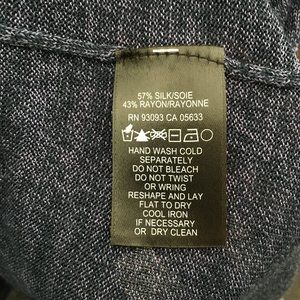 57% SILK/SOIE
43% RAYON/RAYONNE
RN 93093 CA 05633
HAND WASH COLD
SEPARATELY
DO NOT BLEACH
DO NOT TWIST
OR WRING
RESHAPE AND LAY
FLAT TO DRY
COOL IRON
IF NECESSARY
OR DRY CLEAN